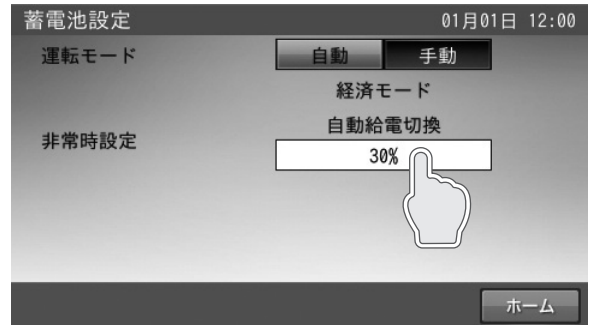 蓄電池設定 01月01日 12:00
運転モード 自動 手動
経済モード
自動給電切換
非常時設定
30%
ホーム